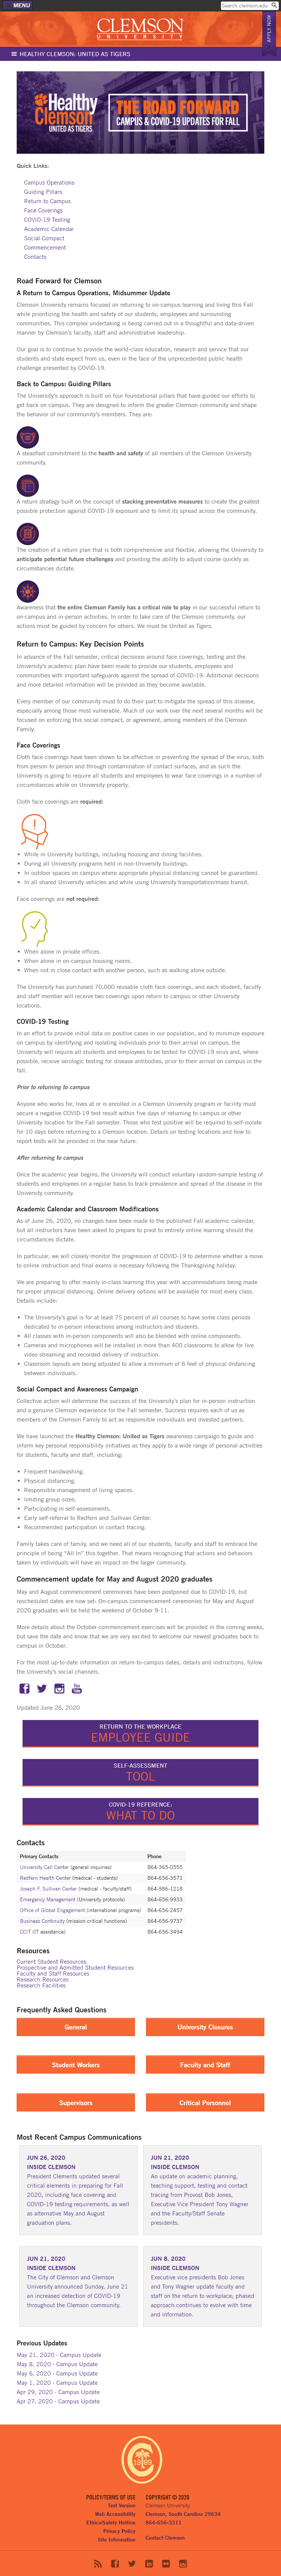 MENU
Search clemson.edu
CLEMSON
UNIVERSITY
APPLY NOW
HEALTHY CLEMSON: UNITED AS TIGERS
Healthy
Clemson
UNITED AS TIGERS
THE ROAD FORWARD
CAMPUS & COVID-19 UPDATES FOR FALL
Quick Links:
Campus Operations
Guiding Pillars
Return to Campus
Face Coverings
COVID-19 Testing
Academic Calendar
Social Compact
Commencement
Contacts
Road Forward for Clemson
A Return to Campus Operations, Midsummer Update
Clemson University remains focused on returning to on-campus learning and living this Fall
while prioritizing the health and safety of our students, employees and surrounding
communities. This complex undertaking is being carried out in a thoughtful and data-driven
manner by Clemson's faculty, staff and administrative leadership.
Our goal is to continue to provide the world-class education, research and service that our
students and state expect from us, even in the face of the unprecedented public health
challenge presented by COVID-19.
Back to Campus: Guiding Pillars
The University's approach is built on four foundational pillars that have guided our efforts to
get back on campus. They are designed to inform the greater Clemson community and shape
the behavior of our community's members. They are:
A steadfast commitment to the health and safety of all members of the Clemson University
community.
A return strategy built on the concept of stacking preventative measures to create the greatest
possible protection against COVID-19 exposure and to limit its spread across the community.
The creation of a plan that is both comprehensive and flexible, allowing the University to
anticipate potential future challenges and providing the ability to adjust course quickly as
circumstances dictate.
Awareness that the entire Clemson Family has a critical role to play in our successful return to
on-campus and in-person activities. In order to take care of the Clemson community, our
actions must be guided by concern for others. We must be United as Tigers.
Return to Campus: Key Decision Points
In advance of the Fall semester, critical decisions around face coverings, testing and the
University's academic plan have been made to provide our students, employees and
communities with important safeguards against the spread of COVID-19. Additional decisions
and more detailed information will be made as they become available.
Every member of our community must do their part to mitigate the spread of this disease,
especially among those most vulnerable. Much of our work over the next several months will be
focused on enforcing this social compact, or agreement, among members of the Clemson
Family.
Face Coverings
Cloth face coverings have been shown to be effective in preventing the spread of virus, both
from person to person and through contamination of contact surfaces, and as such the
University is going to require all students and employees to wear face coverings in a number of
circumstances while on University property.
Cloth face coverings are required:
While in University buildings, including housing and dining facilities.
During all University programs held in non-University buildings.
In outdoor spaces on campus where appropriate physical distancing cannot be guaranteed.
In all shared University vehicles and while using University transportation/mass transit.
Face coverings are not required:
When alone in private offices.
When alone in on-campus housing rooms.
When not in close contact with another person, such as walking alone outside.
The University has purchased 70,000 reusable cloth face coverings, and each student, faculty
and staff member will receive two coverings upon return to campus or other University
locations.
COVID-19 Testing
In an effort to provide initial data on positive cases in our population, and to minimize exposure
on campus by identifying and isolating individuals prior to their arrival on campus, the
University will require all students and employees to be tested for COVID-19 virus and, where
possible, receive serologic testing for disease antibodies, prior to their arrival on campus in the
fall.
Prior to returning to campus
Anyone who works for, lives at or is enrolled in a Clemson University program or facility must
secure a negative COVID-19 test result within five days of returning to campus or other
University location for the Fall semester. Those who test positive will be required to self-isolate
for 10 days before returning to a Clemson location. Details on testing locations and how to
report will be provided in the near future.
After returning to campus
Once the academic year begins, the University will conduct voluntary random-sample testing of
students and employees on a regular basis to track prevalence and spread of the disease in the
University community.
Academic Calendar and Classroom Modifications
As of June 26, 2020, no changes have been made to the published Fall academic calendar,
but all instructors have been asked to prepare to pivot to entirely online learning should the
circumstances dictate.
In particular, we will closely monitor the progression of COVID-19 to determine whether a move
to online instruction and final exams is necessary following the Thanksgiving holiday.
We are preparing to offer mainly in-class learning this year with accommodations being made
for proper physical distancing. Online delivery options will be available for most every class.
Details include:
The University's goal is for at least 75 percent of all courses to have some class periods
dedicated to in-person interactions among instructors and students.
All classes with in-person components will also be blended with online components.
Cameras and microphones will be installed in more than 400 classrooms to allow for live
video streaming and recorded delivery of instruction.
Classroom layouts are being adjusted to allow a minimum of 6 feet of physical distancing
between individuals.
Social Compact and Awareness Campaign
Collective action will determine the success of the University's plan for in-person instruction
and a genuine Clemson experience for the Fall semester. Success requires each of us as
members of the Clemson Family to act as responsible individuals and in-part with others.
We have launched the Healthy Clemson: United as Tigers awareness campaign to guide and
inform key personal responsibility initiatives as they apply to a wide range of personal activities
for students, faculty and staff, including:
Frequent handwashing.
Physical distancing.
Responsible management of living spaces.
Limiting group sizes.
Participating in self-assessments.
Early self-referral to Redfern and Sullivan Center.
Recommended participation in contact tracing.
Family takes care of family, and we need all of our students, faculty and staff to embrace the
principle of being "All In" this together. That means recognizing that actions and behaviors
taken by individuals will have an impact on the larger community.
Commencement update for May and August 2020 graduates
May and August commencement ceremonies have been postponed due to COVID-19, but
rescheduled dates are now set: On-campus commencement ceremonies for May and August
2020 graduates will be held the weekend of October 9-11.
More details about the October commencement exercises will be provided in the coming weeks,
but save the date and know that we are very excited to welcome our newest graduates back to
campus in October.
For the most up-to-date information on potential changes, details and instructions, follow
the University's social channels.
Updated June 26, 2020
RETURN TO THE WORKPLACE
EMPLOYEE GUIDE
SELF-ASSESSMENT
TOOL
COVID-19 REFERENCE:
WHAT TO DO
Contacts
Primary Contacts Phone
University Call Center (general inquiries) 864-365-0555
Redfern Health Center (medical - students) 864-656-3571
Joseph F. Sullivan Center (medical - faculty/staff) 864-986-1218
Emergency Management (University protocols) 864-656-9933
Office of Global Engagement (international programs) 864-656-2457
Business Continuity (mission critical functions) 864-656-9737
CCIT (IT assistance) 864-656-3494
Resources
Current Student Resources
Prospective and Admitted Student Resources
Faculty and Staff Resources
Research Resources
Research Facilities
Frequently Asked Questions
General
University Closures
Student Workers
Faculty and Staff
Supervisors
Critical Personnel
Most Recent Campus Communications
JUN 26, 2020
INSIDE CLEMSON
President Clements updated several
critical elements in preparing for Fall
2020, including face covering and
COVID-19 testing requirements, as well
as alternative May and August
graduation plans.
JUN 21, 2020
INSIDE CLEMSON
An update on academic planning,
teaching support, testing and contact
tracing from Provost Bob Jones,
Executive Vice President Tony Wagner
and the Faculty/Staff Senate
presidents.
JUN 21, 2020
INSIDE CLEMSON
The City of Clemson and Clemson
University announced Sunday, June 21
an increased detection of COVID-19
throughout the Clemson community.
JUN 8, 2020
INSIDE CLEMSON
Executive vice presidents Bob Jones
and Tony Wagner update faculty and
staff on the return to workplace; phased
approach continues to evolve with time
and information.
Previous Updates
May 21, 2020 - Campus Update
May 8, 2020 - Campus Update
May 6, 2020 - Campus Update
May 1, 2020 - Campus Update
Apr 29, 2020 - Campus Update
Apr 27, 2020 - Campus Update
1889
POLICY/TERMS OF USE
Text Version
Web Accessibility
Ethics/Safety Hotline
Privacy Policy
Site Information
COPYRIGHT © 2020
Clemson University
Clemson, South Carolina 29634
864-656-3311
Contact Clemson